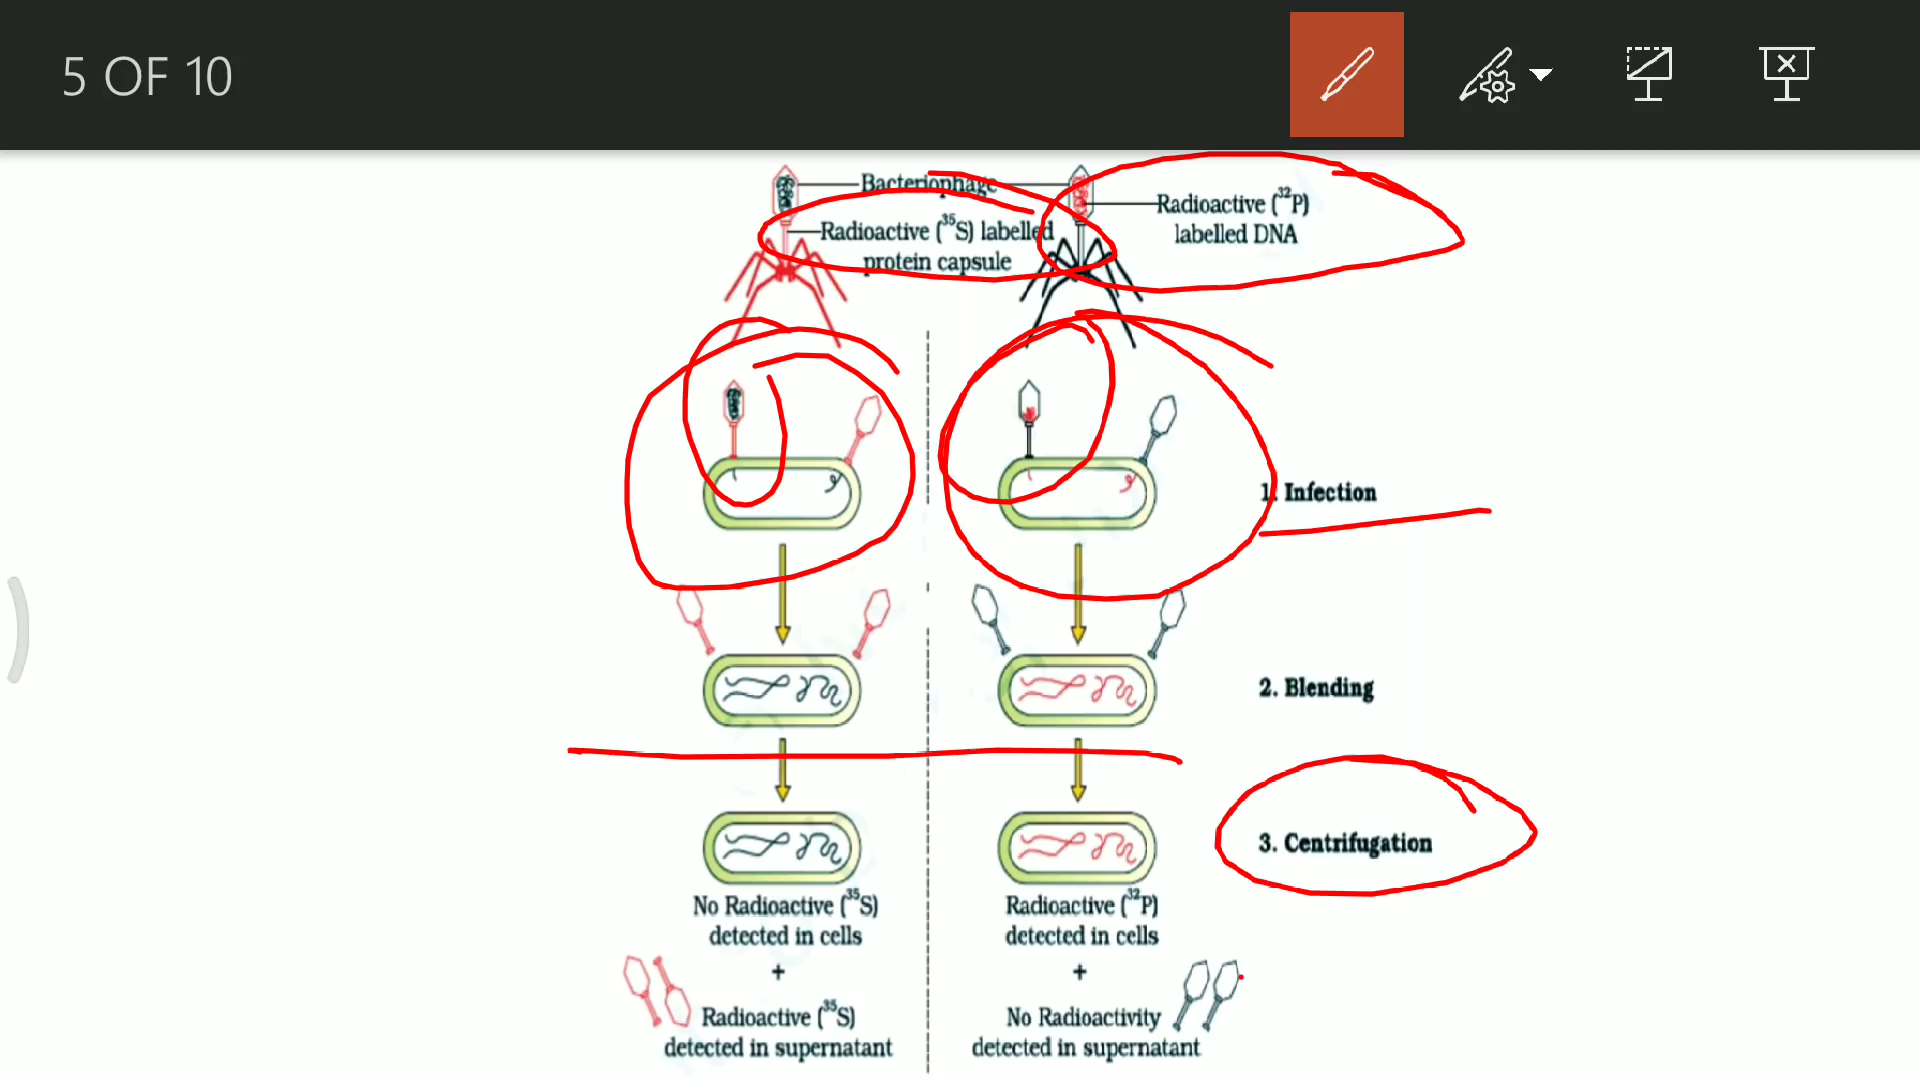 5 OF 10
Bacteriophage
Radioactive (³⁵S) labelled
protein capsule
Radioactive (³²P)
labelled DNA
1. Infection
2. Blending
3. Centrifugation
No Radioactive (³⁵S)
detected in cells
+
Radioactive (³⁵S)
detected in supernatant
Radioactive (³²P)
detected in cells
+
No Radioactivity
detected in supernatant